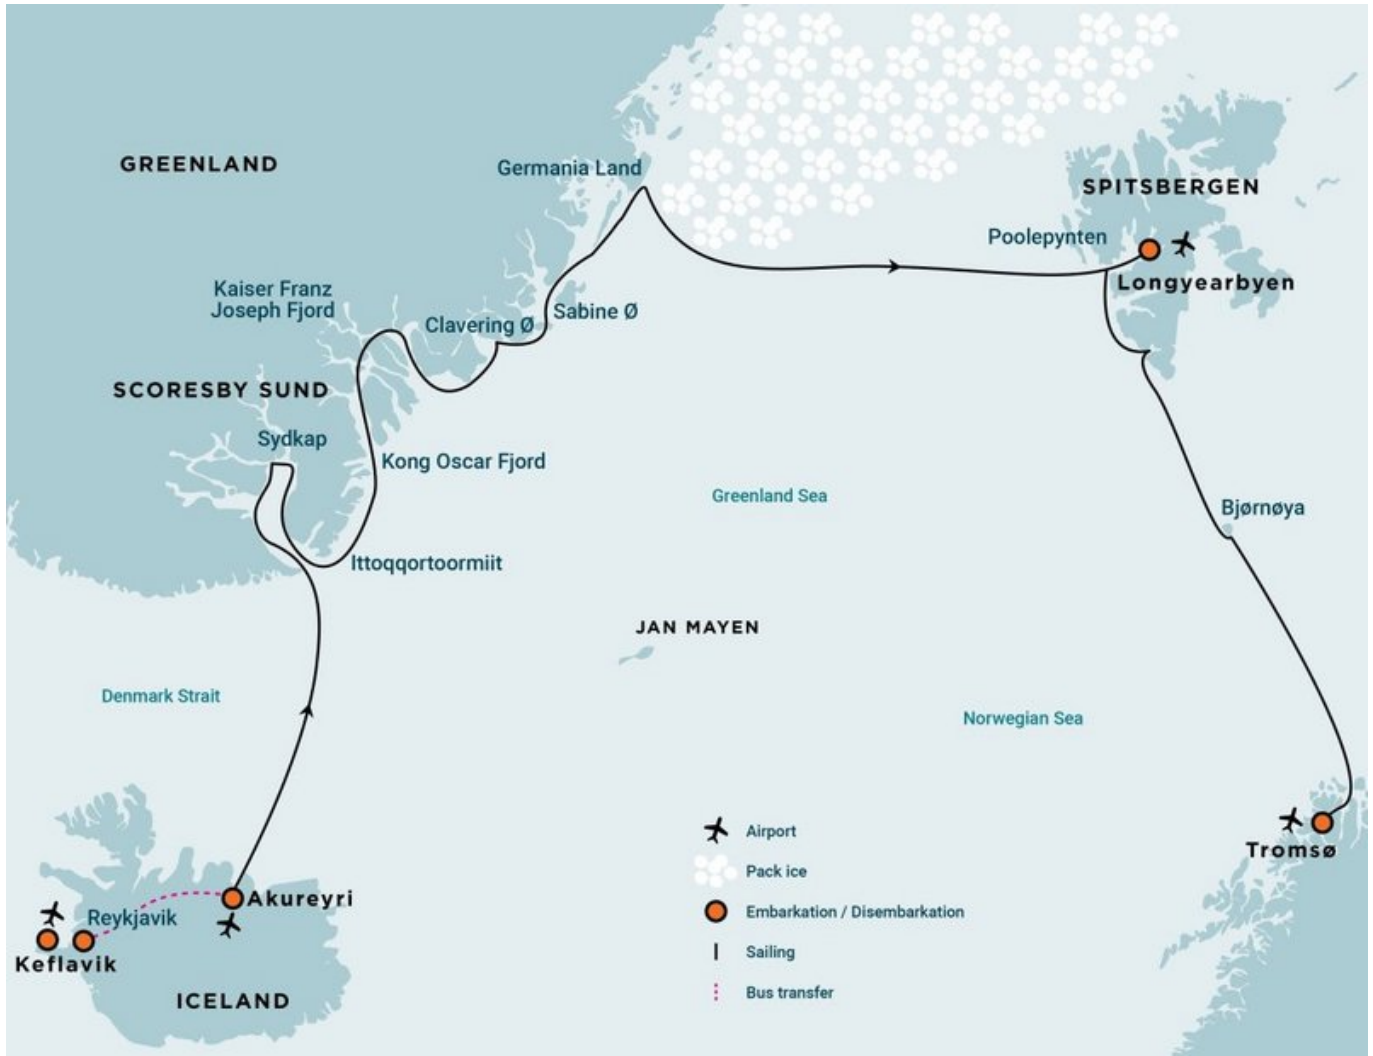 GREENLAND
Germania Land
SPITSBERGEN
Poolepynten
Longyearbyen
Kaiser Franz
Joseph Fjord
Clavering Ø
Sabine Ø
SCORESBY SUND
Sydkap
Kong Oscar Fjord
Greenland Sea
Bjørnøya
Ittoqqortoormiit
JAN MAYEN
Denmark Strait
Norwegian Sea
Airport
Tromsø
Pack ice
Akureyri
Embarkation / Disembarkation
Reykjavik
Sailing
Keflavik
Bus transfer
ICELAND